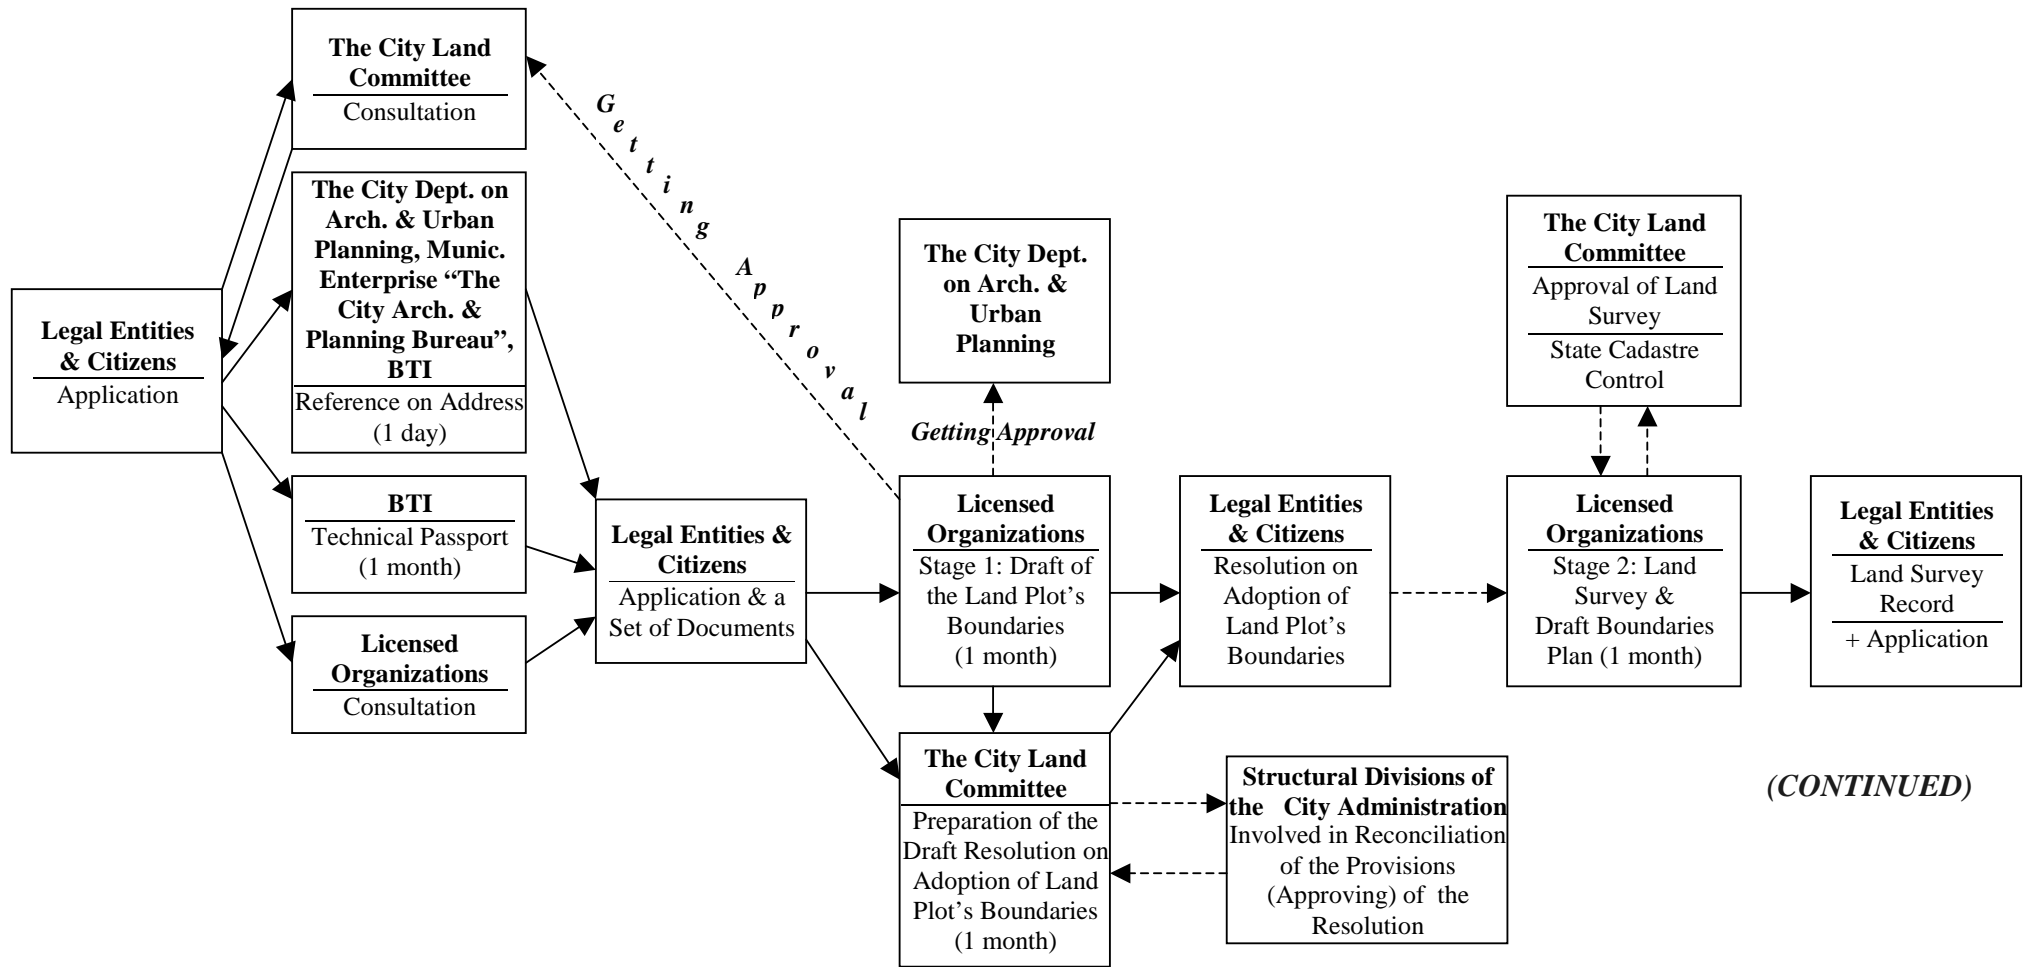 The City Land
Committee
Consultation
The City Dept. on
Arch. & Urban
Planning, Munic.
Enterprise “The
City Arch. &
Planning Bureau”,
BTI
Reference on Address
(1 day)
Legal Entities
& Citizens
Application
BTI
Technical Passport
(1 month)
Licensed
Organizations
Consultation
Legal Entities &
Citizens
Application & a
Set of Documents
Getting Approval
The City Dept.
on Arch. &
Urban
Planning
Getting Approval
Licensed
Organizations
Stage 1: Draft of
the Land Plot’s
Boundaries
(1 month)
The City Land
Committee
Preparation of the
Draft Resolution on
Adoption of Land
Plot’s Boundaries
(1 month)
Legal Entities
& Citizens
Resolution on
Adoption of
Land Plot’s
Boundaries
Structural Divisions of
the City Administration
Involved in Reconciliation
of the Provisions
(Approving) of the
Resolution
The City Land
Committee
Approval of Land
Survey
State Cadastre
Control
Licensed
Organizations
Stage 2: Land
Survey &
Draft Boundaries
Plan (1 month)
Legal Entities
& Citizens
Land Survey
Record
+ Application
(CONTINUED)